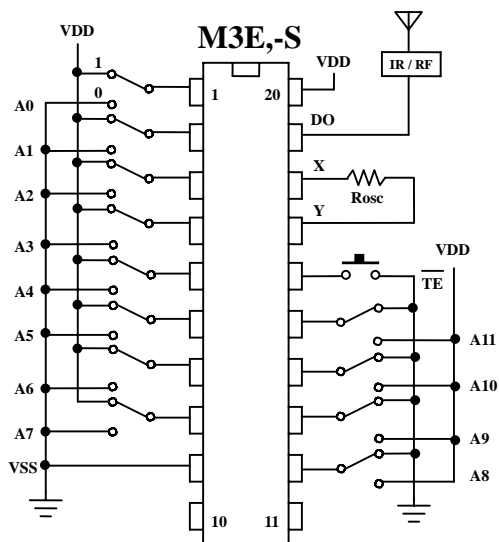 M3E,-S
VDD
VDD
IR / RF
1
0
1
20
A0
DO
A1
X
Rosc
A2
Y
A3
VDD
TE
A4
A5
A11
A6
A10
A7
A9
VSS
A8
10
11